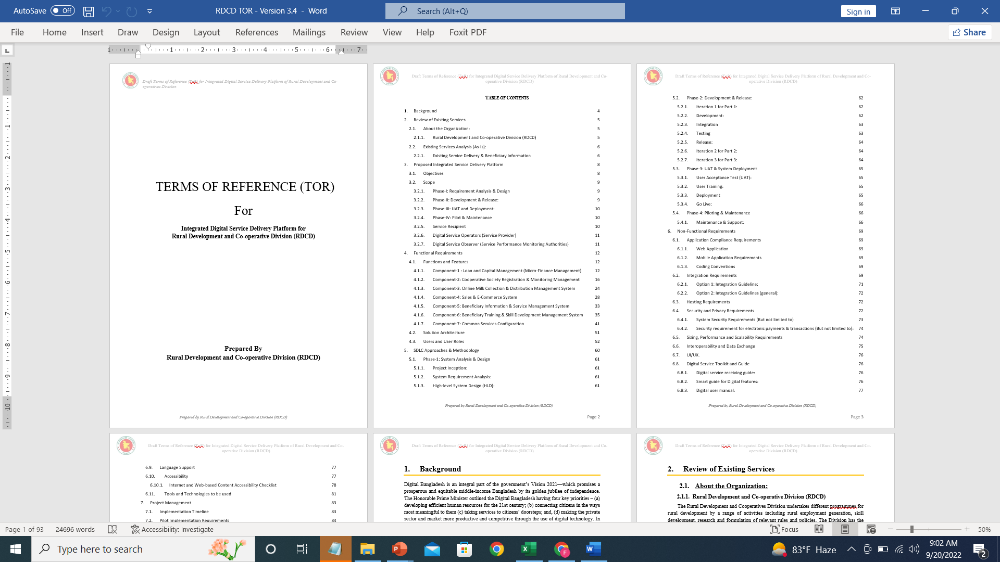 AutoSave Off RDCD TOR - Version 3.4 - Word Search (Alt+Q) Sign in
File Home Insert Draw Design Layout References Mailings Review View Help Foxit PDF Share
Draft Terms of Reference (ToR) for Integrated Digital Service Delivery Platform of Rural Development and Co-
operatives Division
TERMS OF REFERENCE (TOR)
For
Integrated Digital Service Delivery Platform for
Rural Development and Co-operative Division (RDCD)
Prepared By
Rural Development and Co-operative Division (RDCD)
Prepared by Rural Development and Co-operative Division (RDCD)
Draft Terms of Reference (ToR) for Integrated Digital Service Delivery Platform of Rural Development and Co-
operative Division (RDCD)
TABLE OF CONTENTS
1. Background 4
2. Review of Existing Services 5
2.1. About the Organization: 5
2.1.1. Rural Development and Co-operative Division (RDCD) 5
2.2. Existing Services Analysis (As-Is): 6
2.2.1. Existing Service Delivery & Beneficiary Information 6
3. Proposed Integrated Service Delivery Platform 8
3.1. Objectives 8
3.2. Scope 9
3.2.1. Phase-I: Requirement Analysis & Design 9
3.2.2. Phase-II: Development & Release: 9
3.2.3. Phase-III: UAT and Deployment: 10
3.2.4. Phase-IV: Pilot & Maintenance 10
3.2.5. Service Recipient 10
3.2.6. Digital Service Operators (Service Provider) 11
3.2.7. Digital Service Observer (Service Performance Monitoring Authorities) 11
4. Functional Requirements 12
4.1. Functions and Features 12
4.1.1. Component-1 : Loan and Capital Management (Micro-Finance Management) 12
4.1.2. Component-2: Cooperative Society Registration & Monitoring Management 16
4.1.3. Component-3: Online Milk Collection & Distribution Management System 24
4.1.4. Component-4: Sales & E-Commerce System 28
4.1.5. Component-5: Beneficiary Information & Service Management System 33
4.1.6. Component-6: Beneficiary Training & Skill Development Management System 35
4.1.7. Component-7: Common Services Configuration 41
4.2. Solution Architecture 51
4.3. Users and User Roles 52
5. SDLC Approaches & Methodology 60
5.1. Phase-1: System Analysis & Design 61
5.1.1. Project Inception: 61
5.1.2. System Requirement Analysis: 61
5.1.3. High-level System Design (HLD): 61
Prepared by Rural Development and Co-operative Division (RDCD)
Page 2
Draft Terms of Reference (ToR) for Integrated Digital Service Delivery Platform of Rural Development and Co-
operative Division (RDCD)
5.2. Phase-2: Development & Release: 62
5.2.1. Iteration 1 for Part 1: 62
5.2.2. Development: 62
5.2.3. Integration 63
5.2.4. Testing 63
5.2.5. Release: 64
5.2.6. Iteration 2 for Part 2: 64
5.2.7. Iteration 3 for Part 3: 64
5.3. Phase-3: UAT & System Deployment 65
5.3.1. User Acceptance Test (UAT): 65
5.3.2. User Training: 65
5.3.3. Deployment 65
5.3.4. Go Live: 66
5.4. Phase-4: Piloting & Maintenance 66
5.4.1. Maintenance & Support: 66
6. Non-Functional Requirements 69
6.1. Application Compliance Requirements 69
6.1.1. Web Application 69
6.1.2. Mobile Application Requirements 69
6.1.3. Coding Conventions 69
6.2. Integration Requirements 69
6.2.1. Option 1: Integration Guideline: 71
6.2.2. Option 2: Integration Guidelines (general): 72
6.3. Hosting Requirements 72
6.4. Security and Privacy Requirements 72
6.4.1. System Security Requirements (But not limited to) 73
6.4.2. Security requirement for electronic payments & transactions (But not limited to): 74
6.5. Sizing, Performance and Scalability Requirements 74
6.6. Interoperability and Data Exchange 75
6.7. UI/UX. 76
6.8. Digital Service Toolkit and Guide 76
6.8.1. Digital service receiving guide: 76
6.8.2. Smart guide for Digital features: 76
6.8.3. Digital user manual: 77
Prepared by Rural Development and Co-operative Division (RDCD)
Page 3
Draft Terms of Reference (ToR) for Integrated Digital Service Delivery Platform of Rural Development and Co-
operative Division (RDCD)
6.9. Language Support 77
6.10. Accessibility 77
6.10.1. Internet and Web-based Content Accessibility Checklist 78
6.11. Tools and Technologies to be used 81
7. Project Management 83
7.1. Implementation Timeline 83
7.2. Pilot Implementation Requirements 84
Draft Terms of Reference (ToR) for Integrated Digital Service Delivery Platform of Rural Development and Co-
operative Division (RDCD)
1. Background
Digital Bangladesh is an integral part of the government's Vision 2021—which promises a
prosperous and equitable middle-income Bangladesh by its golden jubilee of independence.
The Honorable Prime Minister outlined the Digital Bangladesh having four key priorities – (a)
developing efficient human resources for the 21st century; (b) connecting citizens in the ways
most meaningful to them (c) taking services to citizens' doorsteps; and, (d) making the private
sector and market more productive and competitive through the use of digital technology. In
Draft Terms of Reference (ToR) for Integrated Digital Service Delivery Platform of Rural Development and Co-
operative Division (RDCD)
2. Review of Existing Services
2.1. About the Organization:
2.1.1. Rural Development and Co-operative Division (RDCD)
The Rural Development and Cooperatives Division undertakes different programmes for
rural development by a range of activities including rural employment generation, skill
development, research and formulation of relevant rules and policies. The Division has the
Page 1 of 93 24696 words Accessibility: Investigate Focus 50%
Type here to search 83°F Haze 9:02 AM
9/20/2022 2